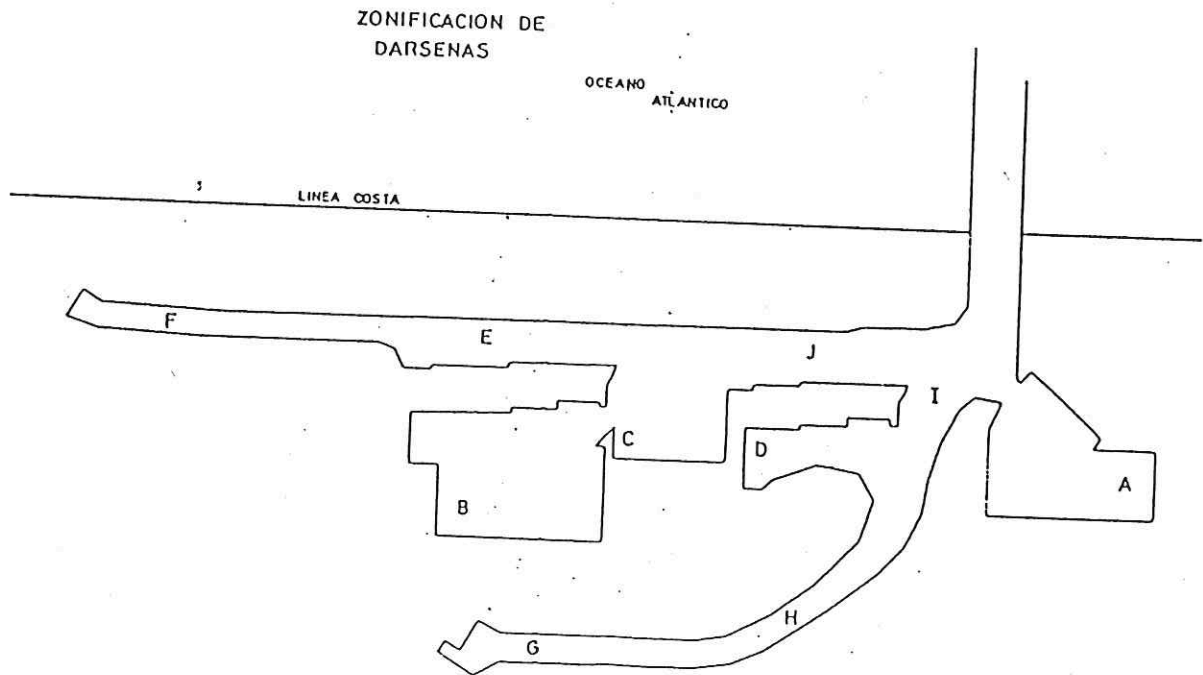 ZONIFICACION DE
DARSENAS
OCEANO
ATLANTICO
LINEA COSTA
F
E
J
I
C
D
A
B
H
G